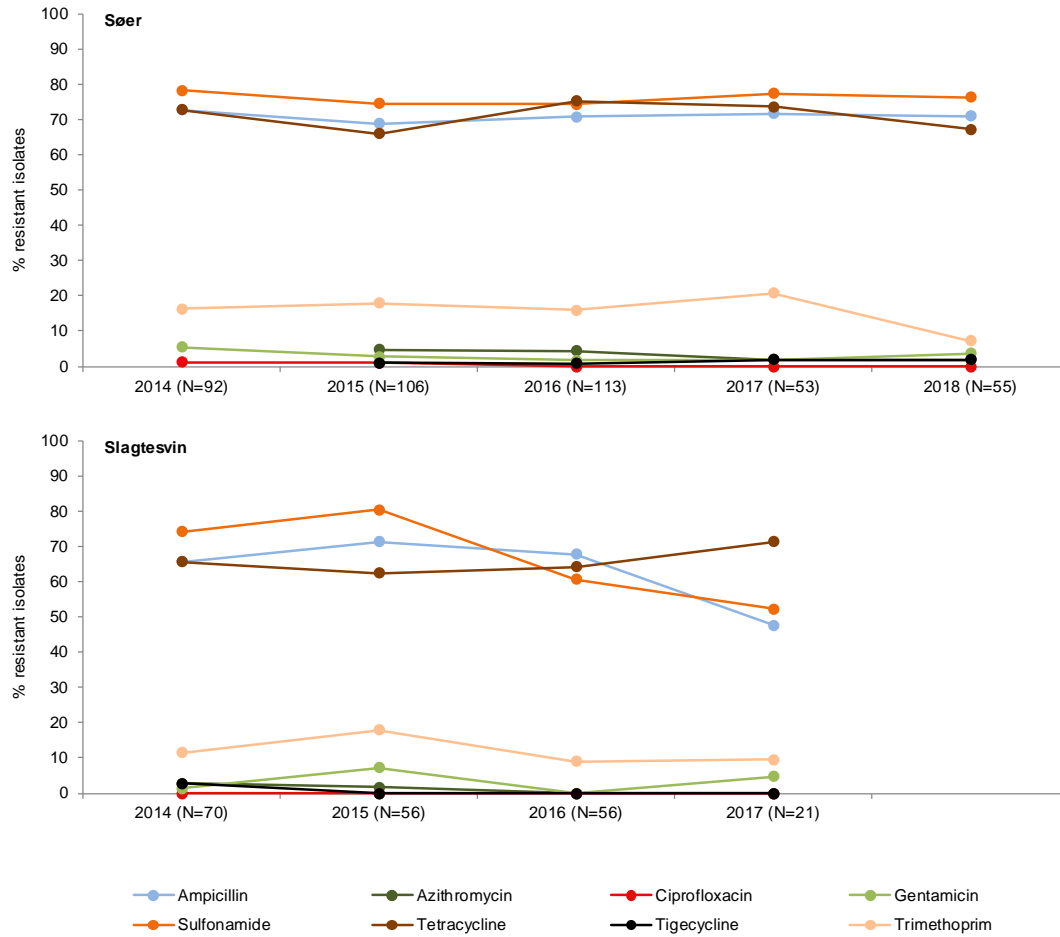 Søer
100
90
80
70
60
50
40
30
20
10
0
% resistant isolates
2014 (N=92) 2015 (N=106) 2016 (N=113) 2017 (N=53) 2018 (N=55)
Slagtesvin
100
90
80
70
60
50
40
30
20
10
0
% resistant isolates
2014 (N=70) 2015 (N=56) 2016 (N=56) 2017 (N=21)
Ampicillin Azithromycin Ciprofloxacin Gentamicin
Sulfonamide Tetracycline Tigecycline Trimethoprim